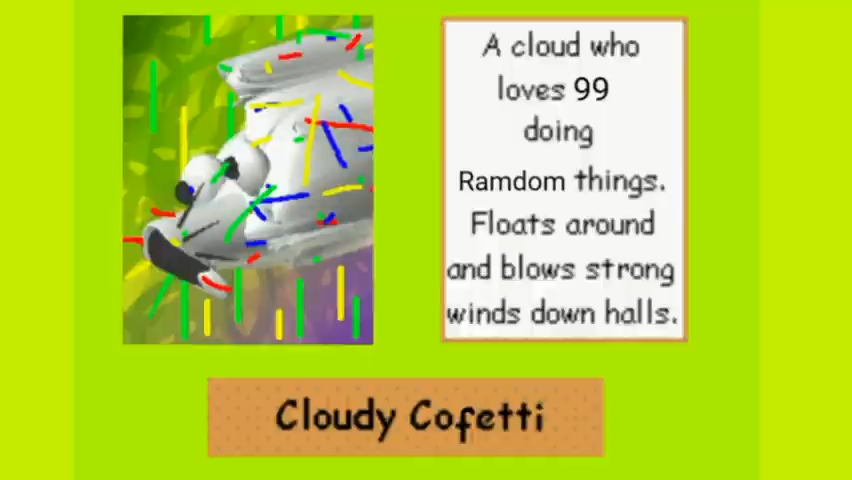 A cloud who
loves 99
doing
Ramdom things.
Floats around
and blows strong
winds down halls.
Cloudy Cofetti